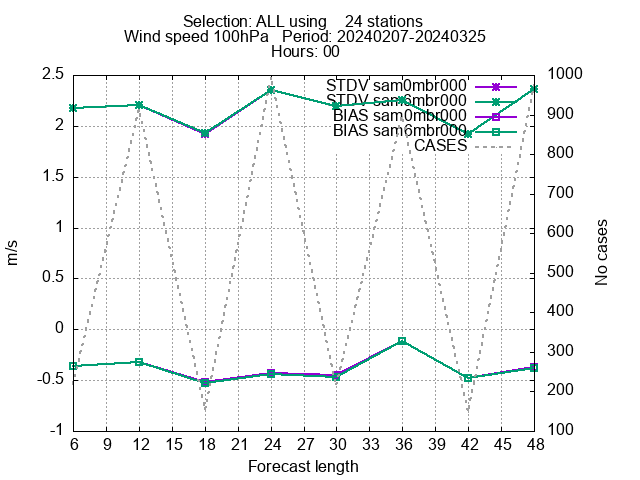 Selection: ALL using    24 stations
Wind speed 100hPa   Period: 20240207-20240325
Hours: 00
STDV sam0mbr000
STDV sam6mbr000
BIAS sam0mbr000
BIAS sam6mbr000
CASES
2.5
2
1.5
1
0.5
0
-0.5
-1
m/s
1000
900
800
700
600
500
400
300
200
100
No cases
6 9 12 15 18 21 24 27 30 33 36 39 42 45 48
Forecast length